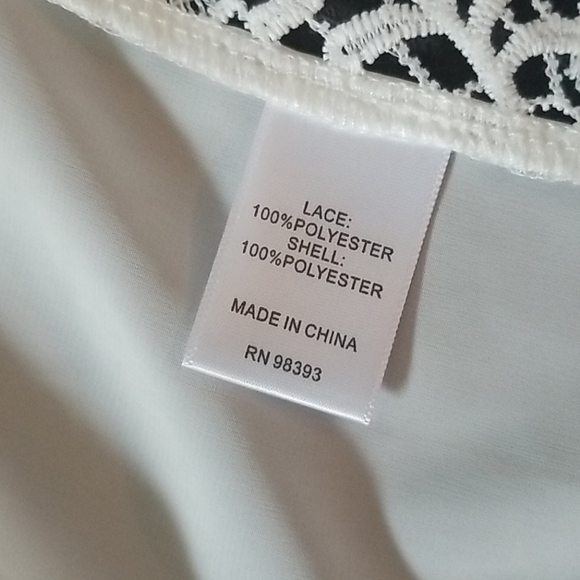 LACE:
100%POLYESTER
SHELL:
100%POLYESTER
MADE IN CHINA
RN 98393